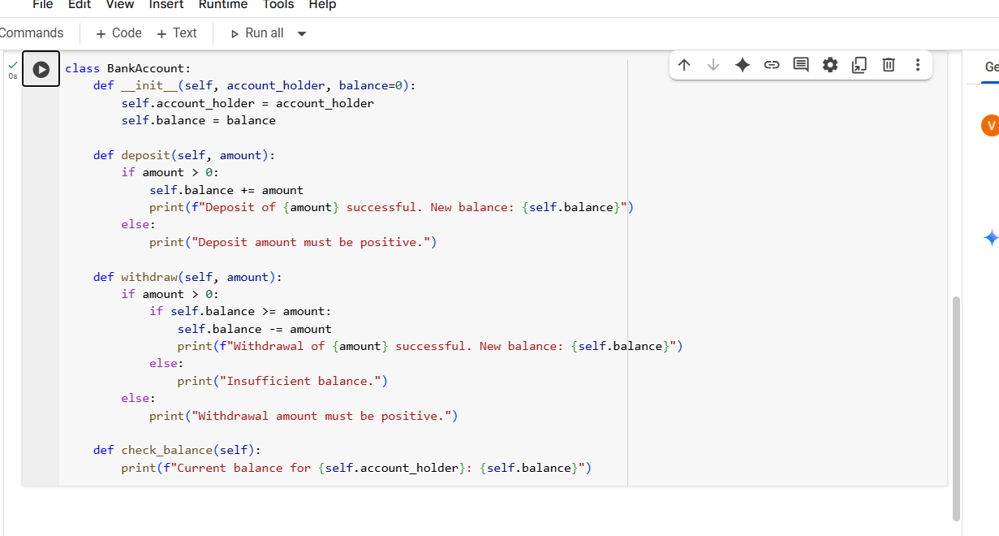 File Edit View Insert Runtime Tools Help
Commands + Code + Text Run all
Ge
0s
V
class BankAccount:
    def __init__(self, account_holder, balance=0):
        self.account_holder = account_holder
        self.balance = balance

    def deposit(self, amount):
        if amount > 0:
            self.balance += amount
            print(f"Deposit of {amount} successful. New balance: {self.balance}")
        else:
            print("Deposit amount must be positive.")

    def withdraw(self, amount):
        if amount > 0:
            if self.balance >= amount:
                self.balance -= amount
                print(f"Withdrawal of {amount} successful. New balance: {self.balance}")
            else:
                print("Insufficient balance.")
        else:
            print("Withdrawal amount must be positive.")

    def check_balance(self):
        print(f"Current balance for {self.account_holder}: {self.balance}")